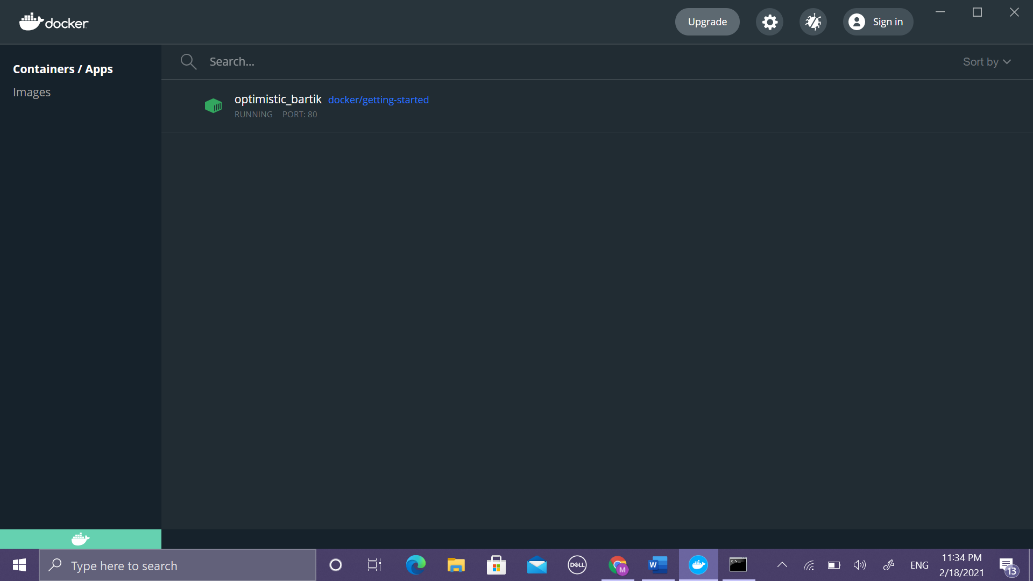 docker
Upgrade
Sign in
Containers / Apps
Images
Search...
Sort by
optimistic_bartik docker/getting-started
RUNNING PORT: 80
Type here to search
DELL
M
W
ENG
11:34 PM
2/18/2021
13